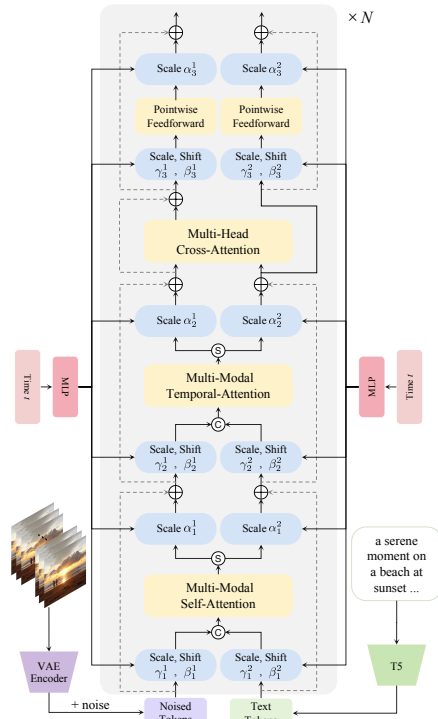 × N
Scale α₃¹
Scale α₃²
Pointwise
Feedforward
Pointwise
Feedforward
Scale, Shift
γ₃¹ , β₃¹
Scale, Shift
γ₃² , β₃²
Multi-Head
Cross-Attention
Scale α₂¹
Scale α₂²
S
Multi-Modal
Temporal-Attention
C
Scale, Shift
γ₂¹ , β₂¹
Scale, Shift
γ₂² , β₂²
Time t
MLP
MLP
Time t
Scale α₁¹
Scale α₁²
S
Multi-Modal
Self-Attention
C
Scale, Shift
γ₁¹ , β₁¹
Scale, Shift
γ₁² , β₁²
a serene
moment on
a beach at
sunset ...
VAE
Encoder
T5
+ noise
Noised
Tokens
Text
Tokens